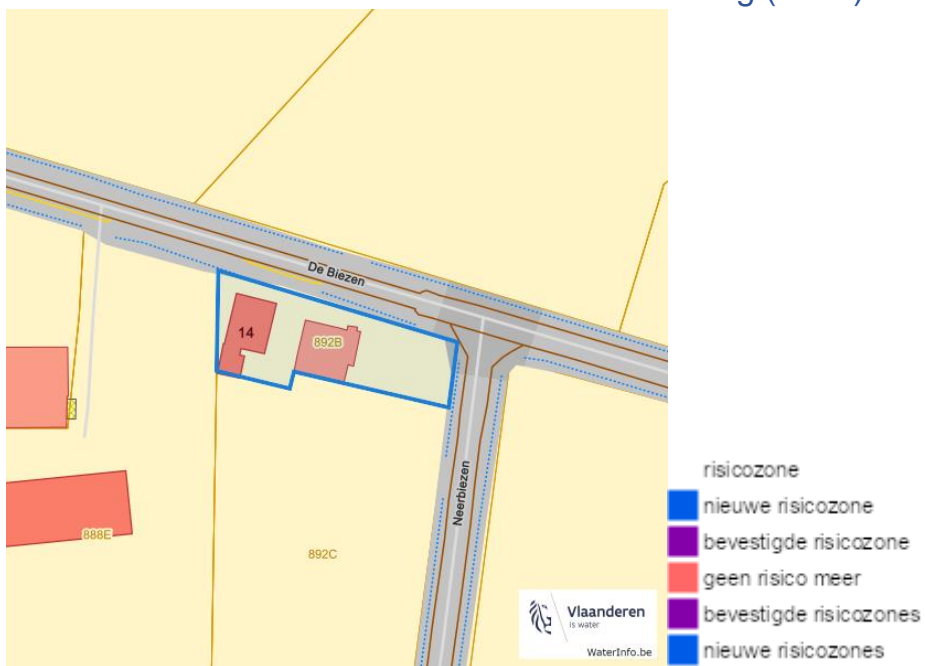 De Biezen
14
892B
Neerbiezen
888E
892C
Vlaanderen
is water
WaterInfo.be
risicozone
nieuwe risicozone
bevestigde risicozone
geen risico meer
bevestigde risicozones
nieuwe risicozones